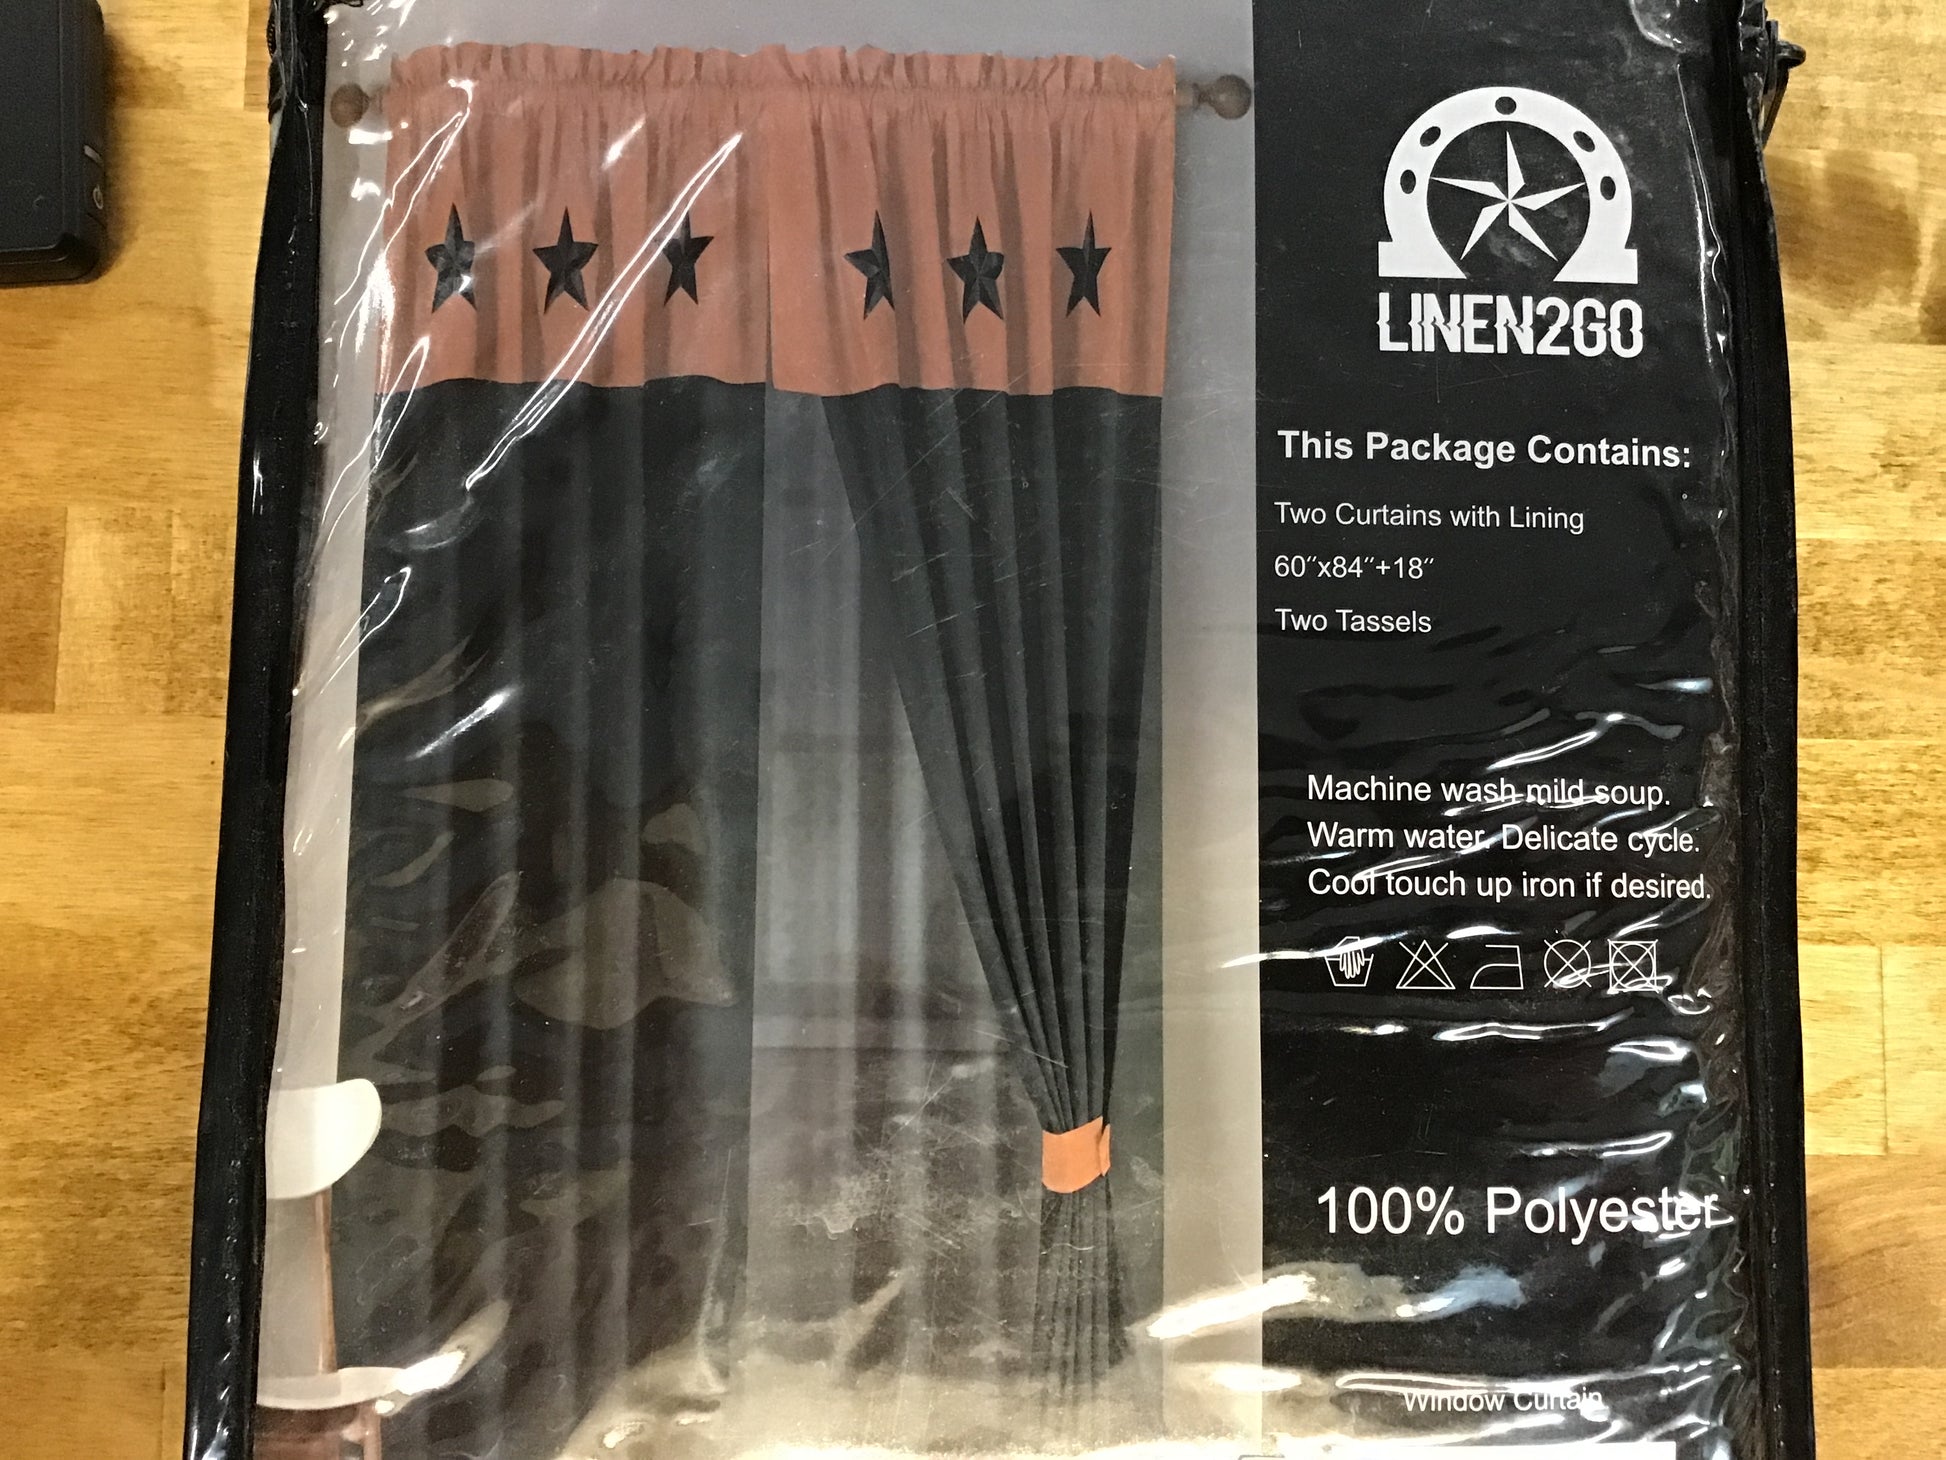 LINEN2GO
This Package Contains:
Two Curtains with Lining
60″x84″+18″
Two Tassels
Machine wash mild soup.
Warm water. Delicate cycle.
Cool touch up iron if desired.
100% Polyester
Window Curtain